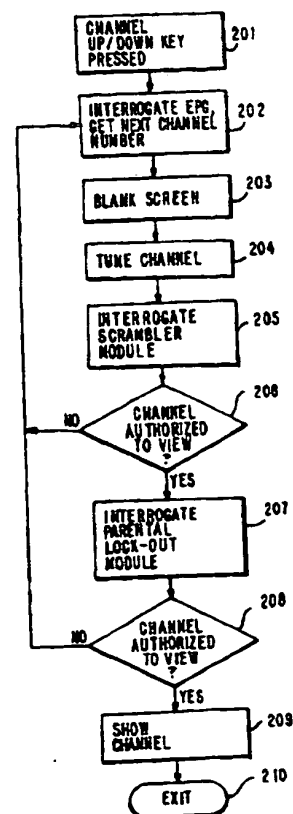 CHANNEL
UP/DOWN KEY
PRESSED
201
INTERROGATE EPG,
GET NEXT CHANNEL
NUMBER
202
BLANK SCREEN
203
TUNE CHANNEL
204
INTERROGATE
SCRAMBLER
MODULE
205
CHANNEL
AUTHORIZED
TO VIEW
?
206
NO
YES
INTERROGATE
PARENTAL
LOCK-OUT
MODULE
207
CHANNEL
AUTHORIZED
TO VIEW
?
208
NO
YES
SHOW
CHANNEL
209
EXIT
210